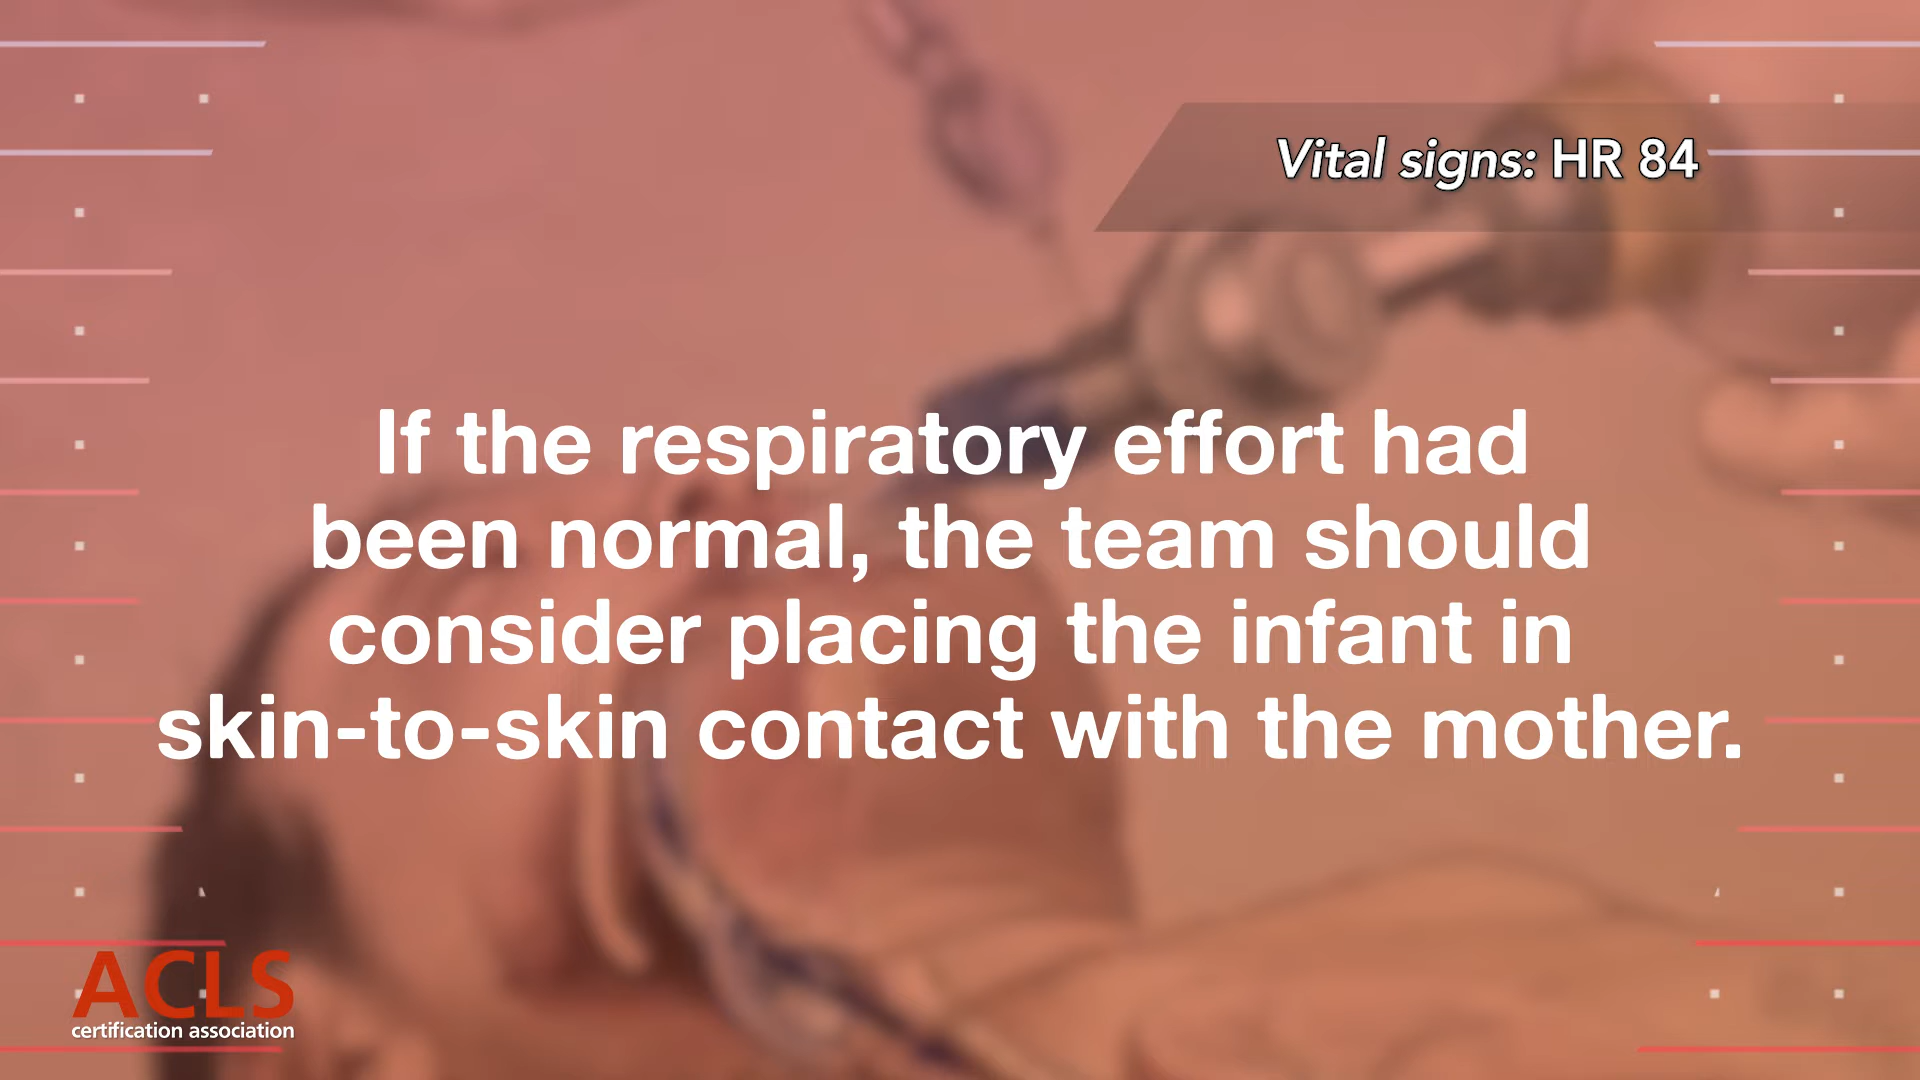 Vital signs: HR 84
If the respiratory effort had
been normal, the team should
consider placing the infant in
skin-to-skin contact with the mother.
ACLS
certification association